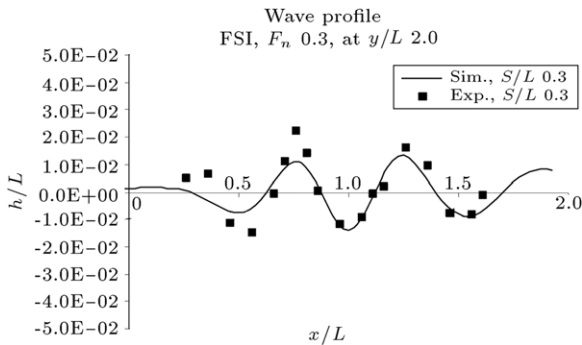 Wave profile
FSI, Fn 0.3, at y/L 2.0
5.0E−02
4.0E−02
3.0E−02
2.0E−02
1.0E−02
0.0E+00
-1.0E−02
-2.0E−02
-3.0E−02
-4.0E−02
-5.0E−02
h/L
0
0.5
1.0
1.5
2.0
x/L
Sim., S/L 0.3
Exp., S/L 0.3